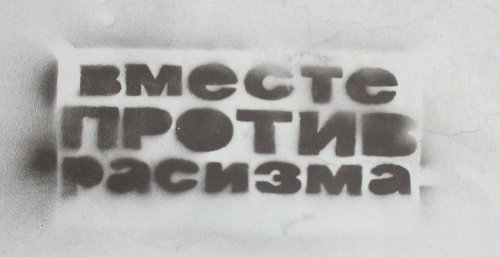 вместе
ПРОТИВ
расизма